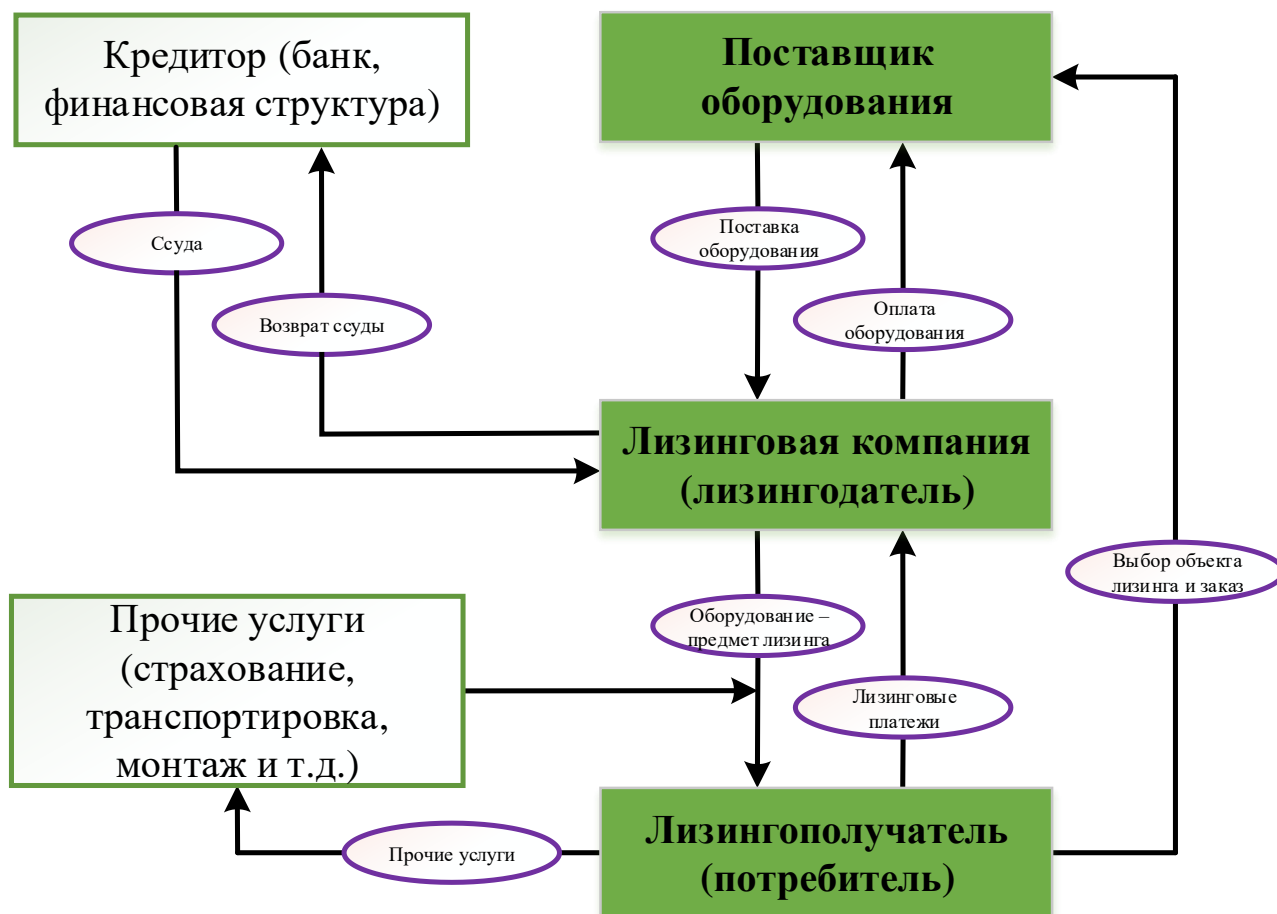 Кредитор (банк,
финансовая структура)
Поставщик
оборудования
Ссуда
Поставка
оборудования
Возврат ссуды
Оплата
оборудования
Лизинговая компания
(лизингодатель)
Выбор объекта
лизинга и заказ
Прочие услуги
(страхование,
транспортировка,
монтаж и т.д.)
Оборудование –
предмет лизинга
Лизинговые
платежи
Прочие услуги
Лизингополучатель
(потребитель)